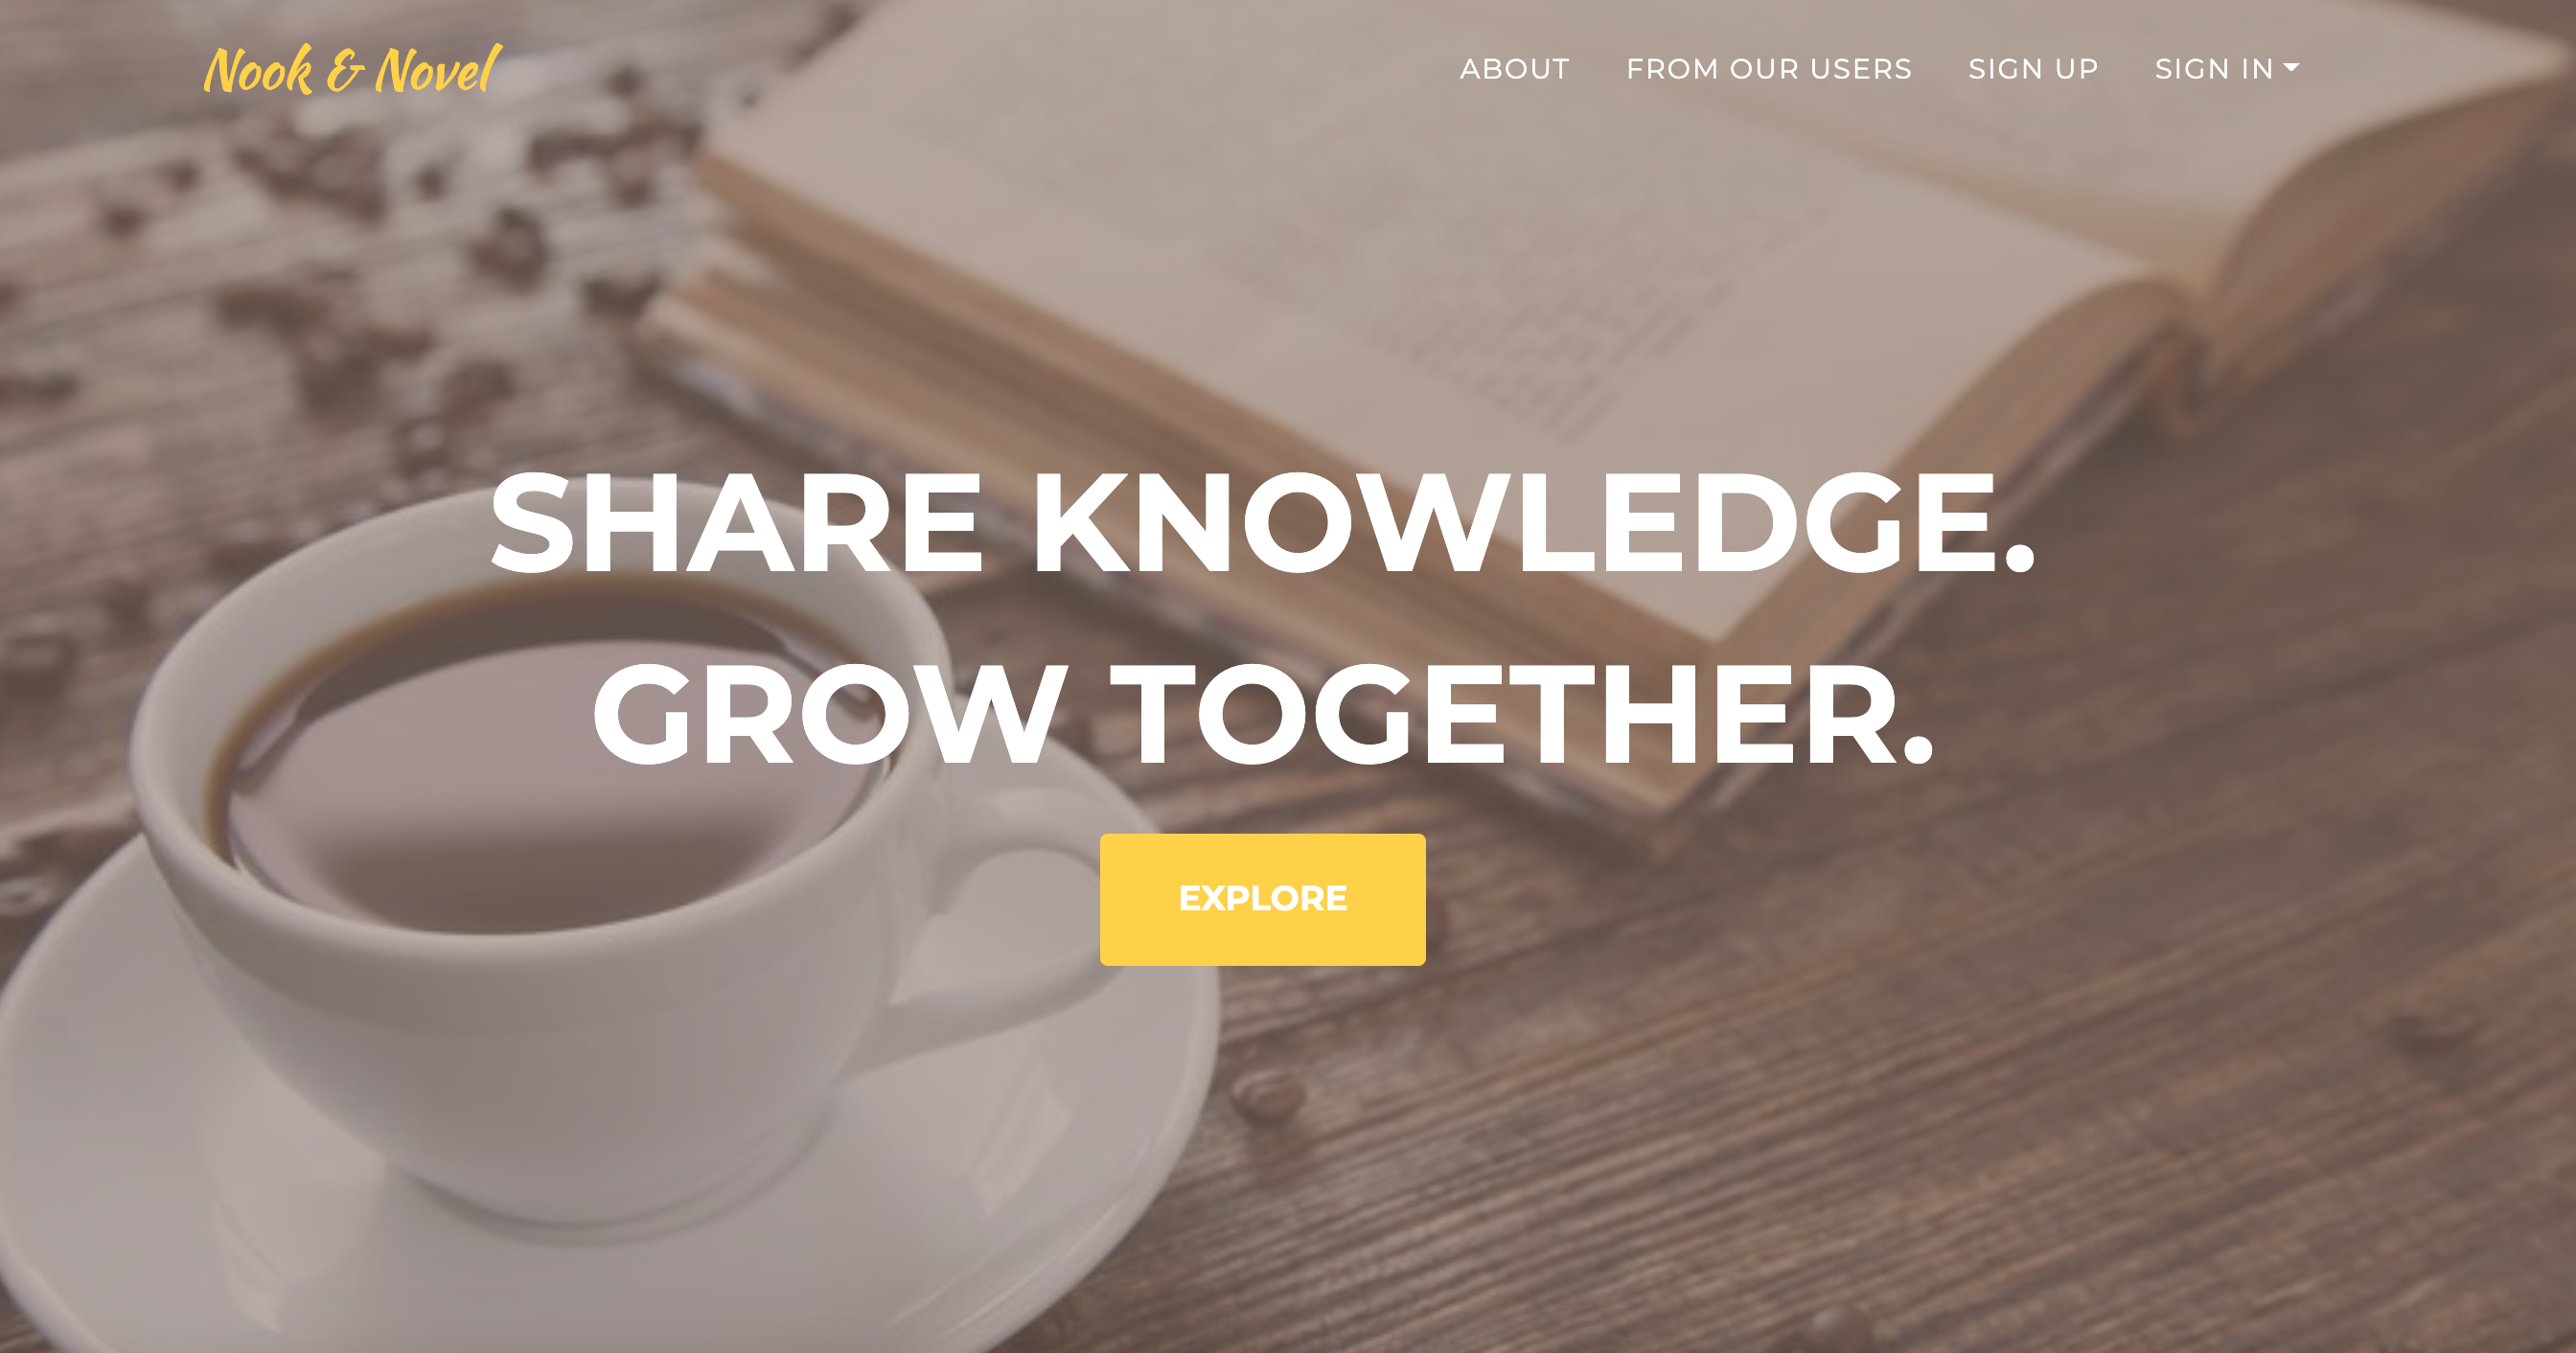 Nook & Novel
ABOUT
FROM OUR USERS
SIGN UP
SIGN IN
SHARE KNOWLEDGE.
GROW TOGETHER.
EXPLORE